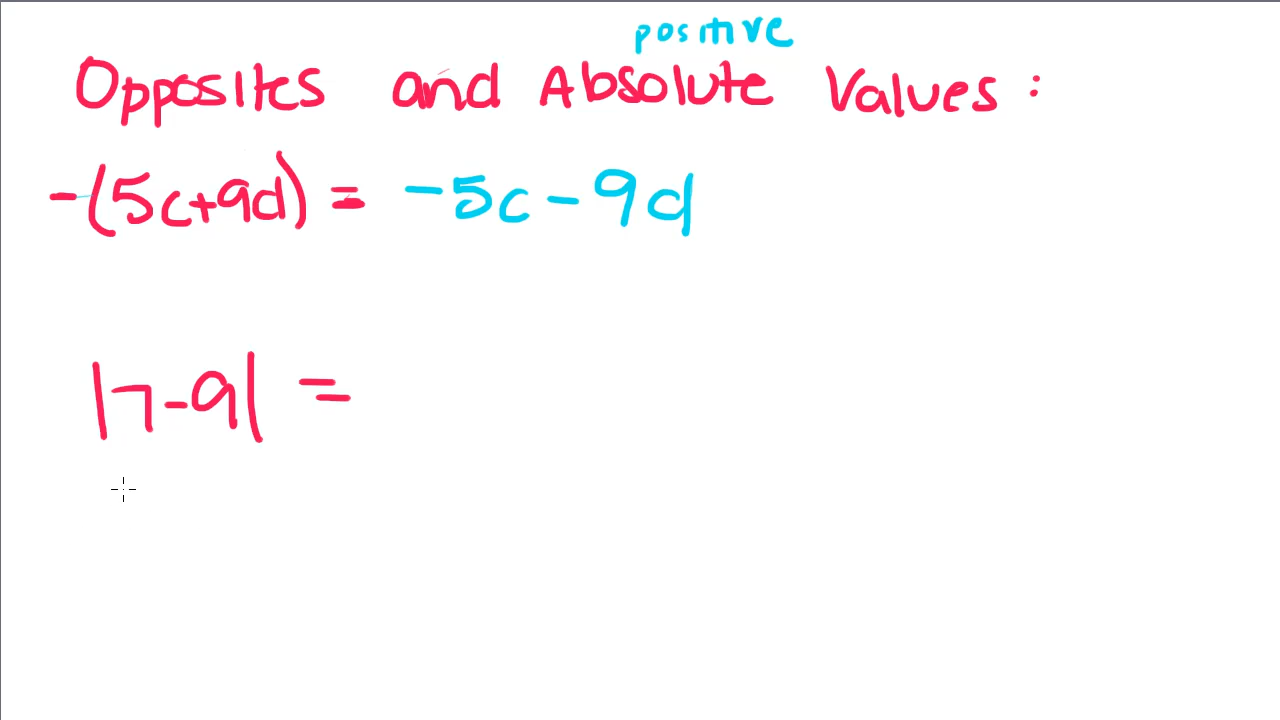 positive
Opposites and Absolute Values :
-(5c+9d) = -5c-9d
|7-9| =